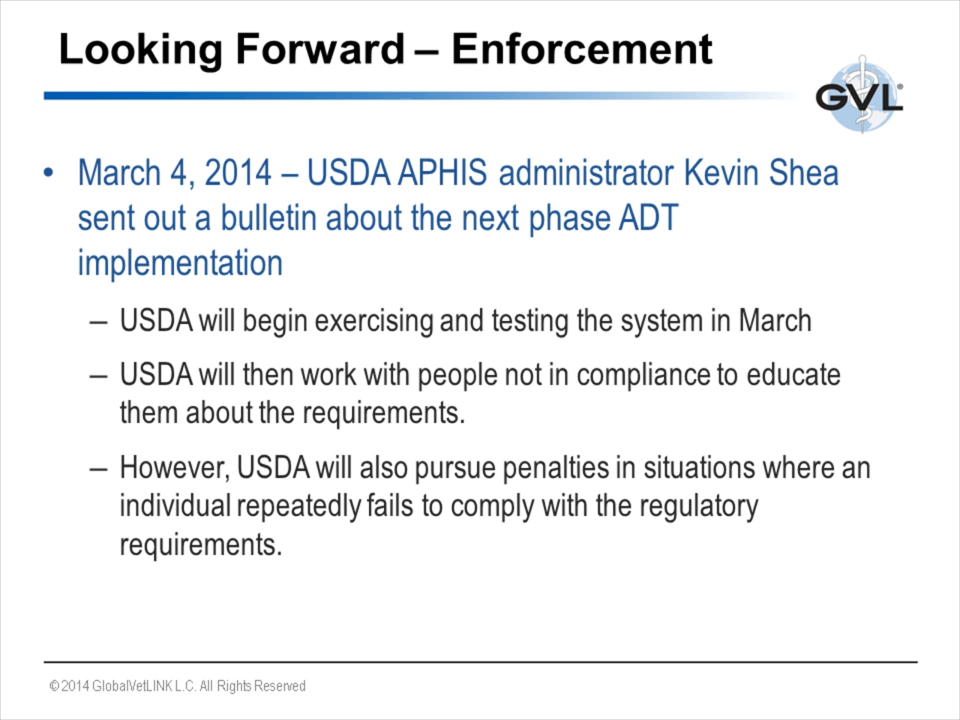 Looking Forward – Enforcement
GVL®
• March 4, 2014 – USDA APHIS administrator Kevin Shea
sent out a bulletin about the next phase ADT
implementation
– USDA will begin exercising and testing the system in March
– USDA will then work with people not in compliance to educate
them about the requirements.
– However, USDA will also pursue penalties in situations where an
individual repeatedly fails to comply with the regulatory
requirements.
© 2014 GlobalVetLINK L.C. All Rights Reserved